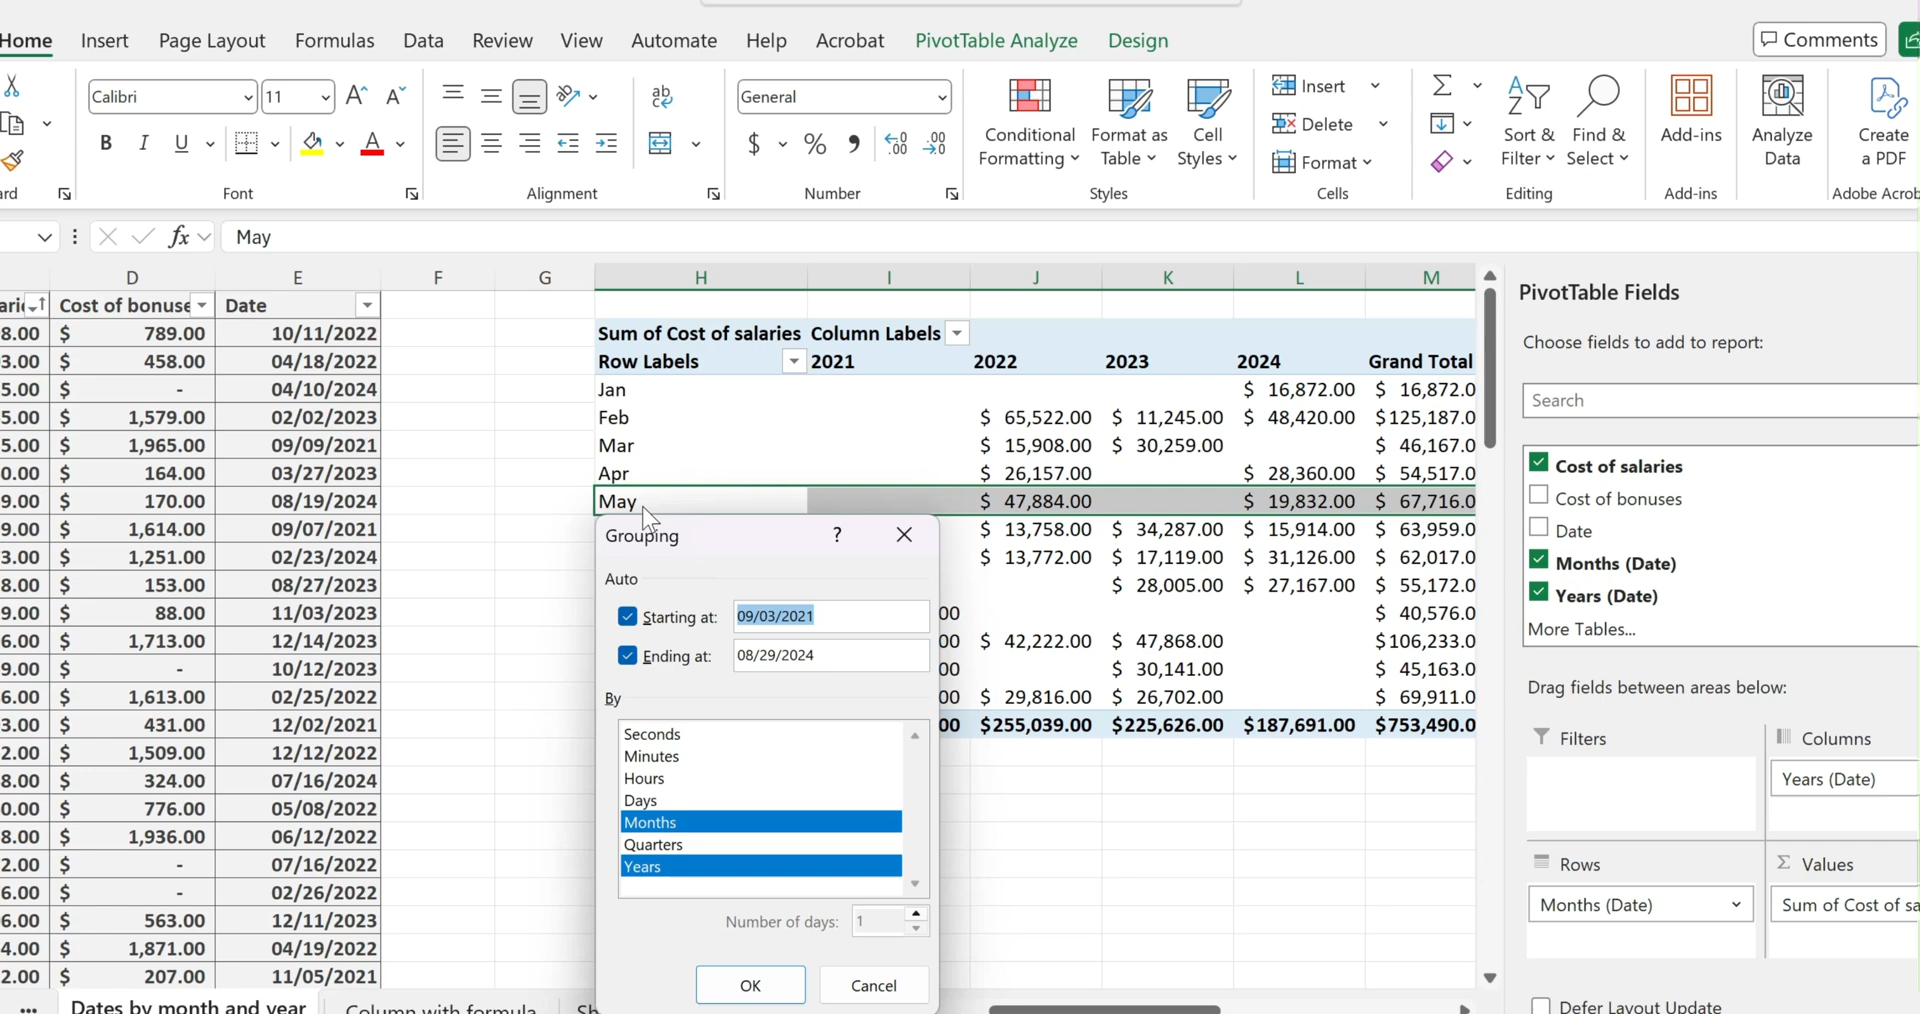 Home Insert Page Layout Formulas Data Review View Automate Help Acrobat PivotTable Analyze Design Comments
Calibri 11 General Insert
Delete
Conditional Format as Cell Sort & Find & Add-ins Analyze Create
Formatting Table Styles Format Filter Select Data a PDF
B I U A $ % ,
ard Font Alignment Number Styles Cells Editing Add-ins Adobe Acrob
fx May
D E F G H I J K L M
Cost of bonuse Date
8.00 $ 789.00 10/11/2022
3.00 $ 458.00 04/18/2022
5.00 $ - 04/10/2024
5.00 $ 1,579.00 02/02/2023
5.00 $ 1,965.00 09/09/2021
0.00 $ 164.00 03/27/2023
9.00 $ 170.00 08/19/2024
9.00 $ 1,614.00 09/07/2021
3.00 $ 1,251.00 02/23/2024
8.00 $ 153.00 08/27/2023
9.00 $ 88.00 11/03/2023
6.00 $ 1,713.00 12/14/2023
9.00 $ - 10/12/2023
6.00 $ 1,613.00 02/25/2022
3.00 $ 431.00 12/02/2021
2.00 $ 1,509.00 12/12/2022
8.00 $ 324.00 07/16/2024
0.00 $ 776.00 05/08/2022
8.00 $ 1,936.00 06/12/2022
2.00 $ - 07/16/2022
6.00 $ - 02/26/2022
6.00 $ 563.00 12/11/2023
4.00 $ 1,871.00 04/19/2022
2.00 $ 207.00 11/05/2021
Sum of Cost of salaries Column Labels
Row Labels 2021 2022 2023 2024 Grand Total
Jan $ 16,872.00 $ 16,872.0
Feb $ 65,522.00 $ 11,245.00 $ 48,420.00 $125,187.0
Mar $ 15,908.00 $ 30,259.00 $ 46,167.0
Apr $ 26,157.00 $ 28,360.00 $ 54,517.0
May $ 47,884.00 $ 19,832.00 $ 67,716.0
$ 13,758.00 $ 34,287.00 $ 15,914.00 $ 63,959.0
$ 13,772.00 $ 17,119.00 $ 31,126.00 $ 62,017.0
$ 28,005.00 $ 27,167.00 $ 55,172.0
00 $ 40,576.0
00 $ 42,222.00 $ 47,868.00 $106,233.0
00 $ 30,141.00 $ 45,163.0
00 $ 29,816.00 $ 26,702.00 $ 69,911.0
00 $255,039.00 $225,626.00 $187,691.00 $753,490.0
Grouping ?
Auto
Starting at: 09/03/2021
Ending at: 08/29/2024
By
Seconds
Minutes
Hours
Days
Months
Quarters
Years
Number of days: 1
OK Cancel
PivotTable Fields
Choose fields to add to report:
Search
Cost of salaries
Cost of bonuses
Date
Months (Date)
Years (Date)
More Tables...
Drag fields between areas below:
Filters Columns
Years (Date)
Rows Σ Values
Months (Date) Sum of Cost of sa
Defer Layout Update
... Dates by month and year Column with formula Sh